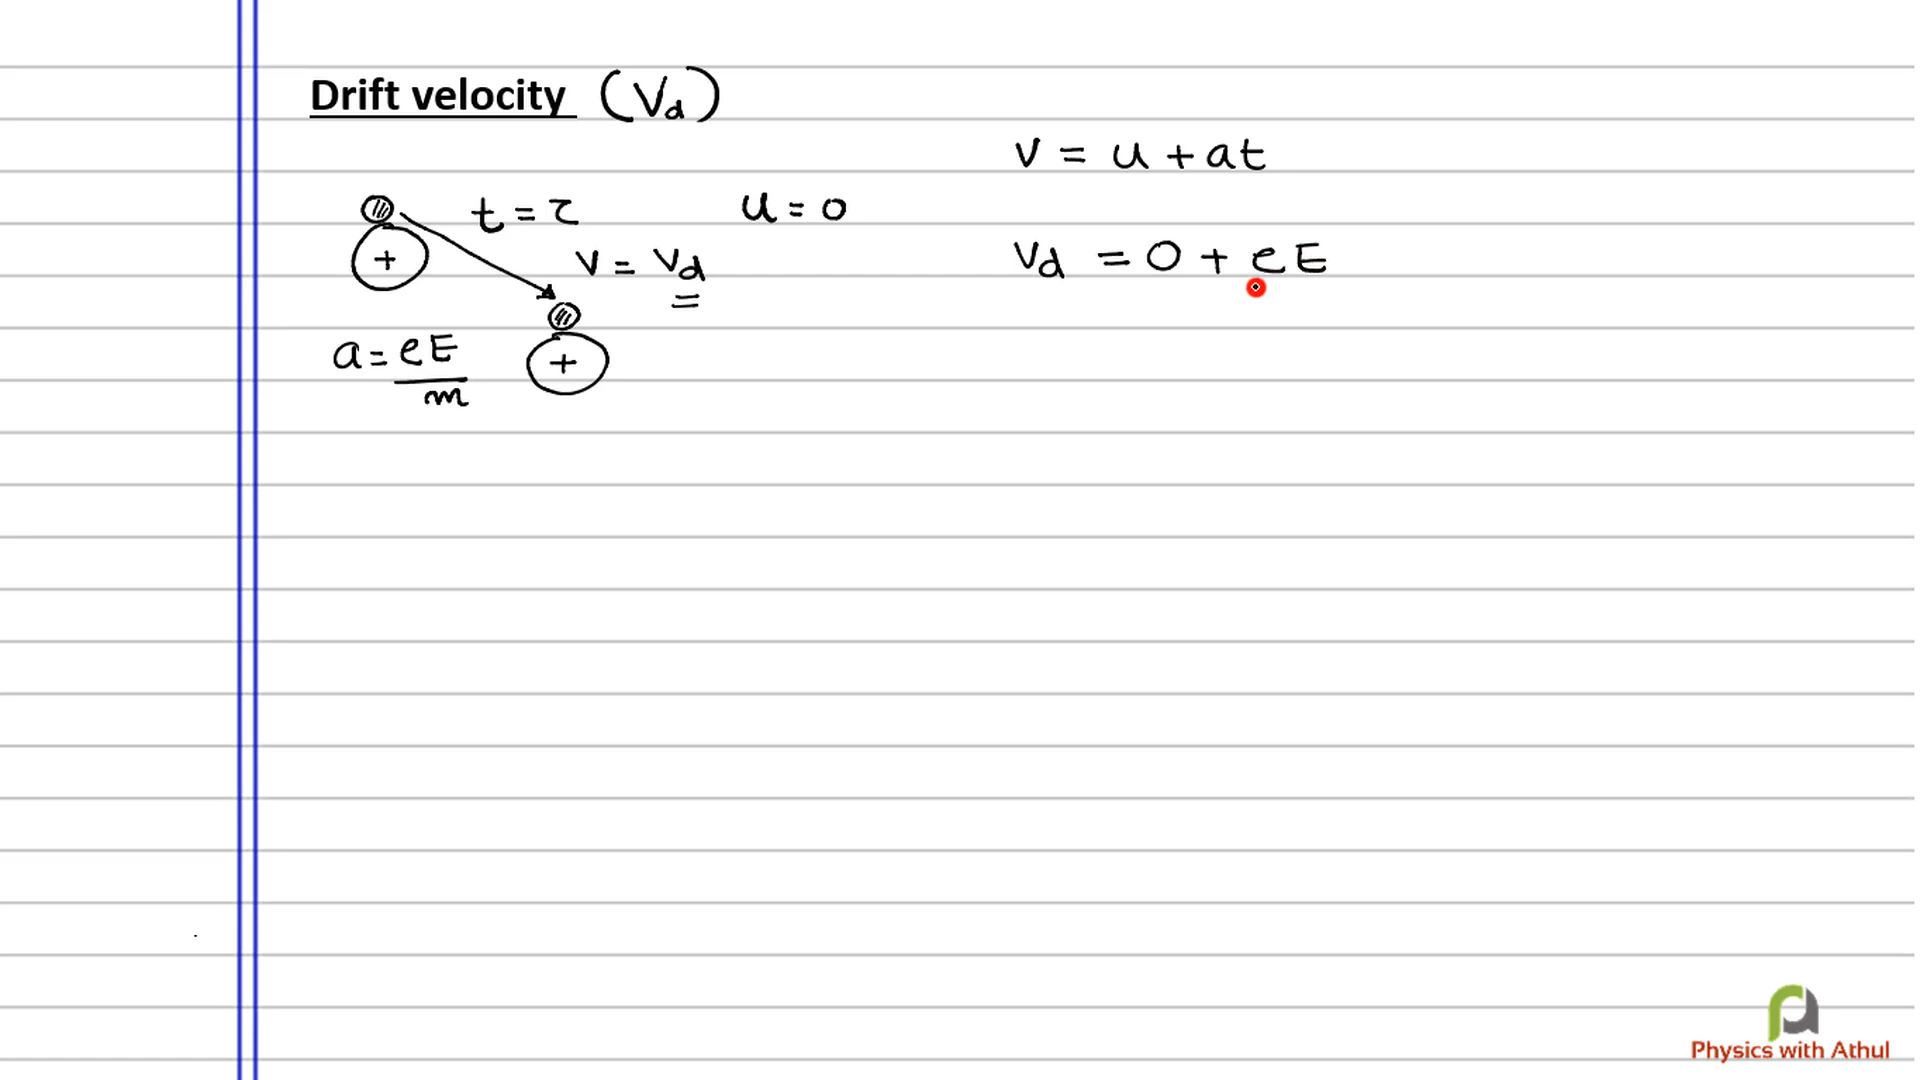 Drift velocity (Vd)
v = u + at
t = τ
u = 0
v = vd
vd = 0 + eE
+
a = eE/m
+
Physics with Athul